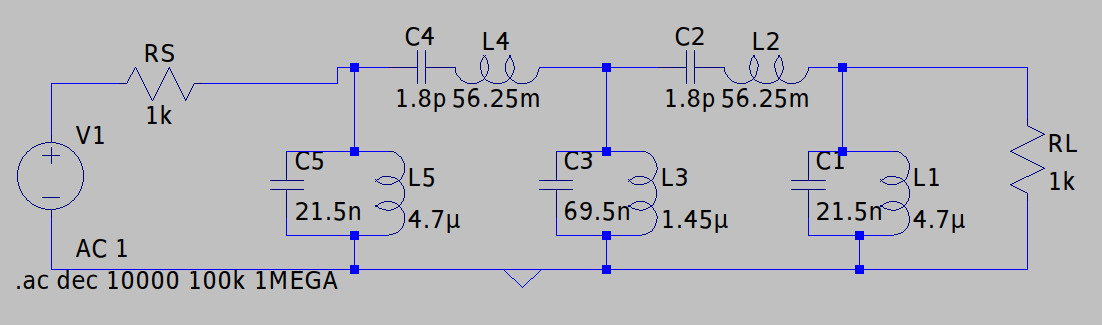 RS
1k
V1
AC 1
.ac dec 10000 100k 1MEGA
C4
L4
1.8p
56.25m
C2
L2
1.8p
56.25m
C5
L5
21.5n
4.7µ
C3
L3
69.5n
1.45µ
C1
L1
21.5n
4.7µ
RL
1k